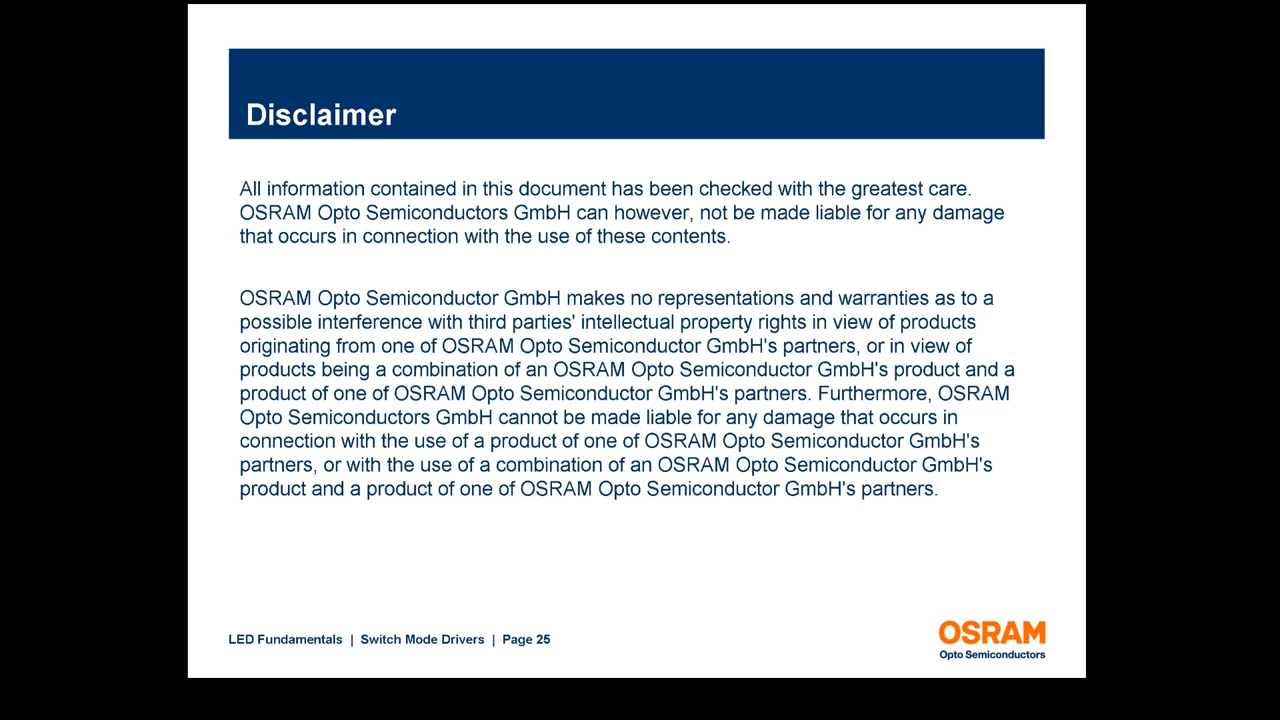 Disclaimer
All information contained in this document has been checked with the greatest care.
OSRAM Opto Semiconductors GmbH can however, not be made liable for any damage
that occurs in connection with the use of these contents.
OSRAM Opto Semiconductor GmbH makes no representations and warranties as to a
possible interference with third parties' intellectual property rights in view of products
originating from one of OSRAM Opto Semiconductor GmbH's partners, or in view of
products being a combination of an OSRAM Opto Semiconductor GmbH's product and a
product of one of OSRAM Opto Semiconductor GmbH's partners. Furthermore, OSRAM
Opto Semiconductors GmbH cannot be made liable for any damage that occurs in
connection with the use of a product of one of OSRAM Opto Semiconductor GmbH's
partners, or with the use of a combination of an OSRAM Opto Semiconductor GmbH's
product and a product of one of OSRAM Opto Semiconductor GmbH's partners.
LED Fundamentals | Switch Mode Drivers | Page 25
OSRAM
Opto Semiconductors